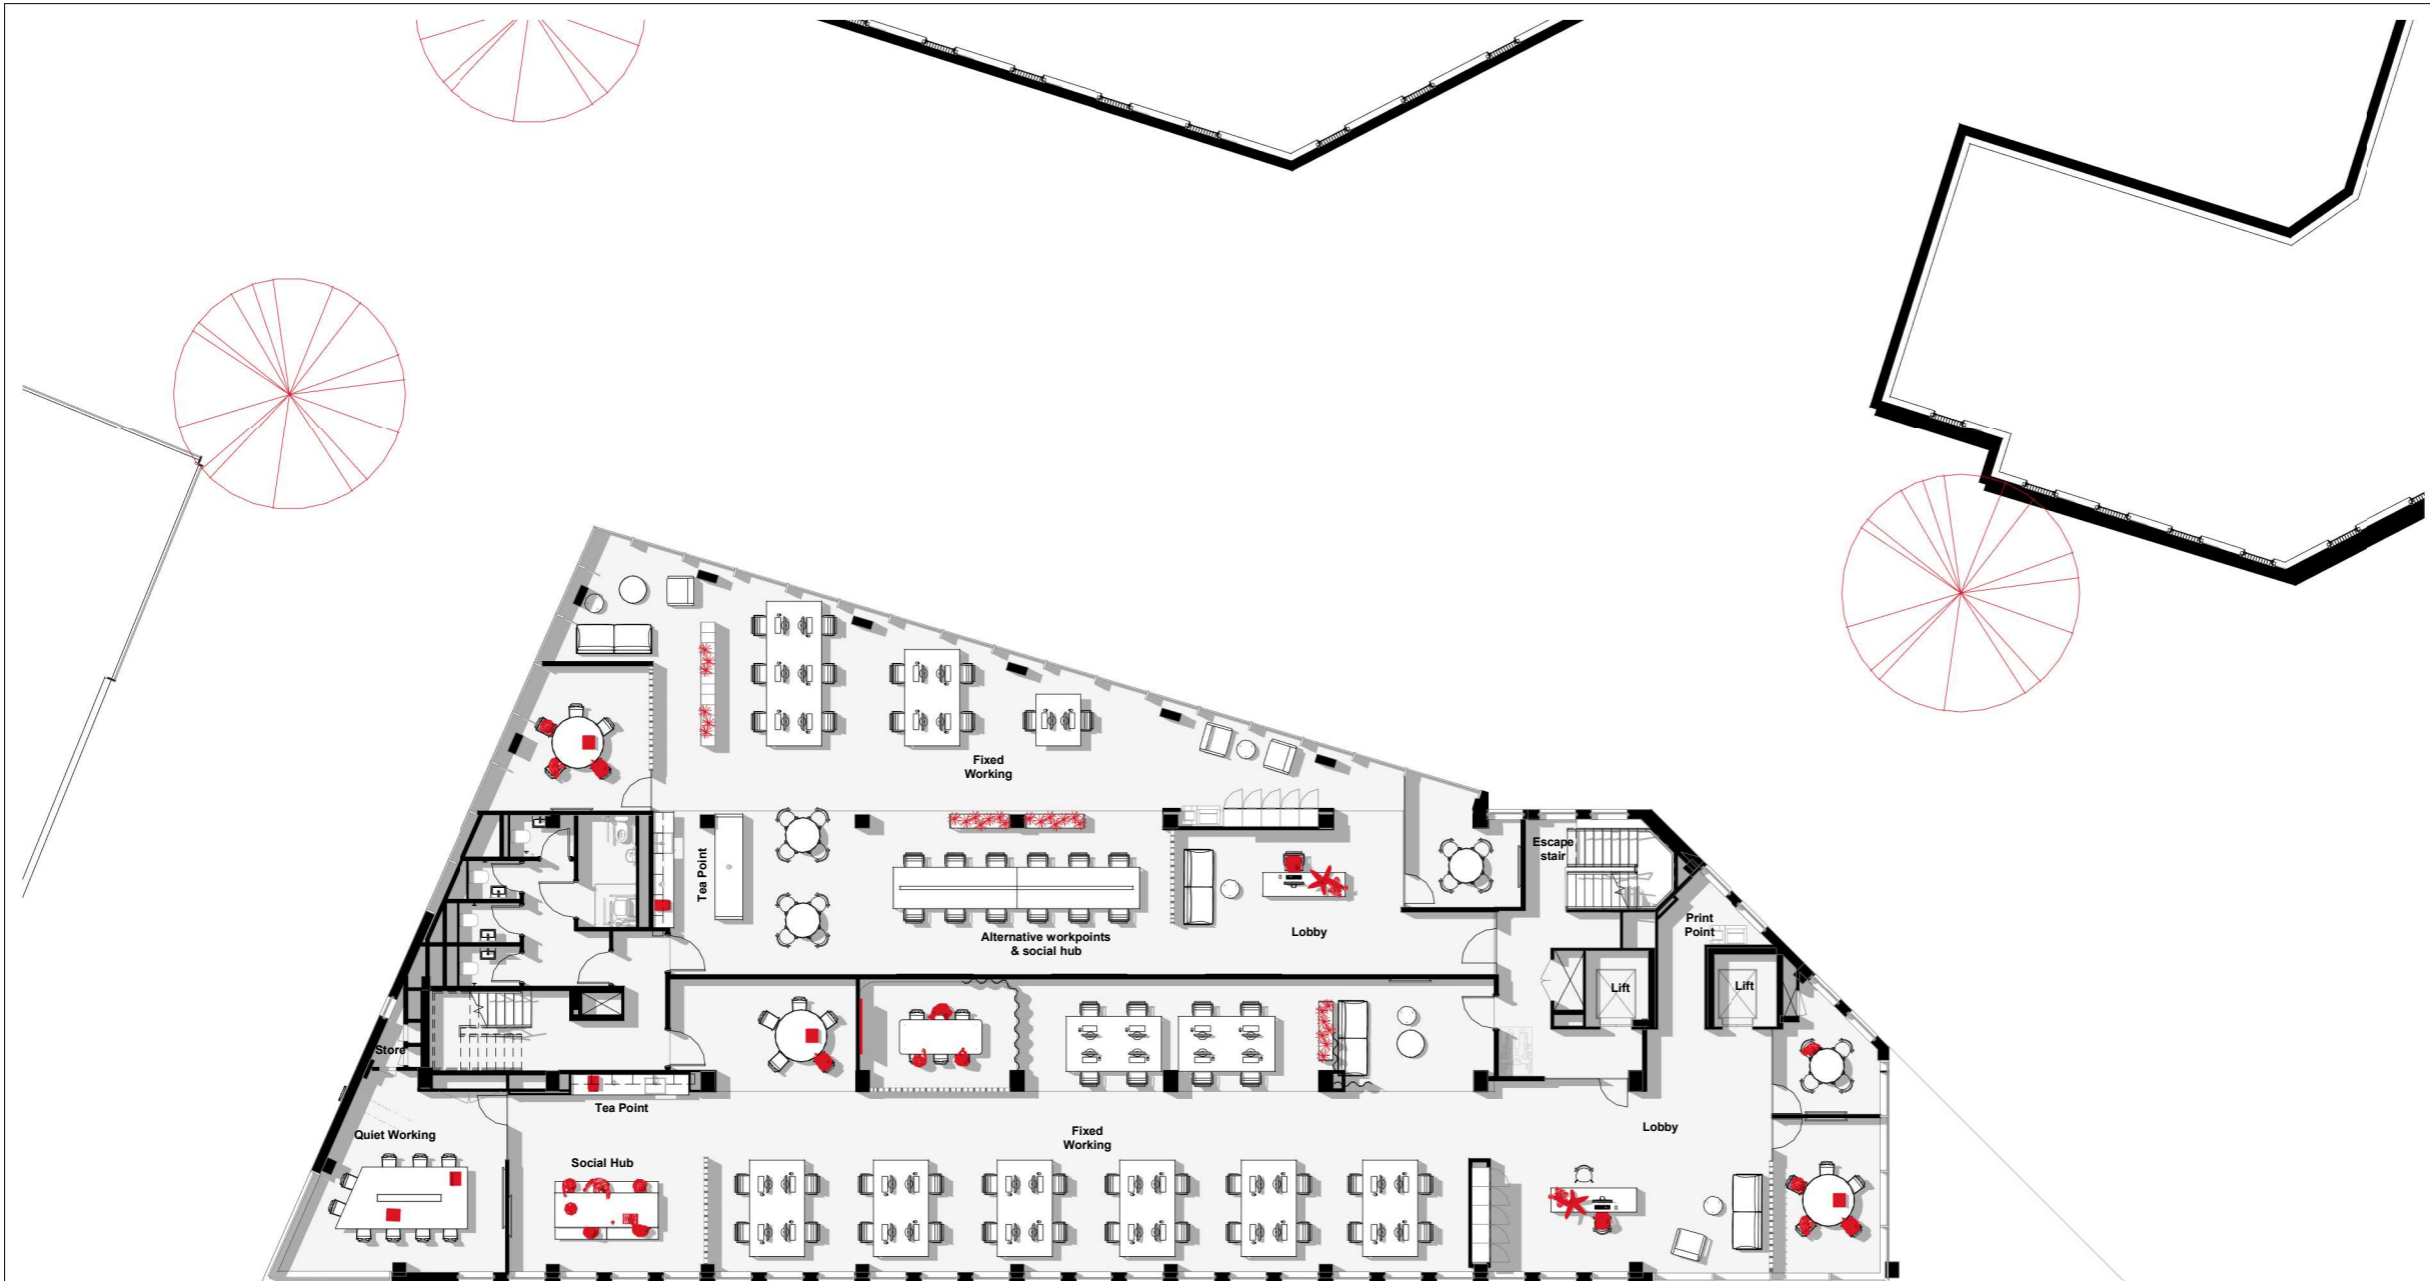 Fixed
Working
Tea Point
Escape
stair
Print
Point
Alternative workpoints
& social hub
Lobby
Lift
Lift
Store
Tea Point
Quiet Working
Fixed
Working
Lobby
Social Hub